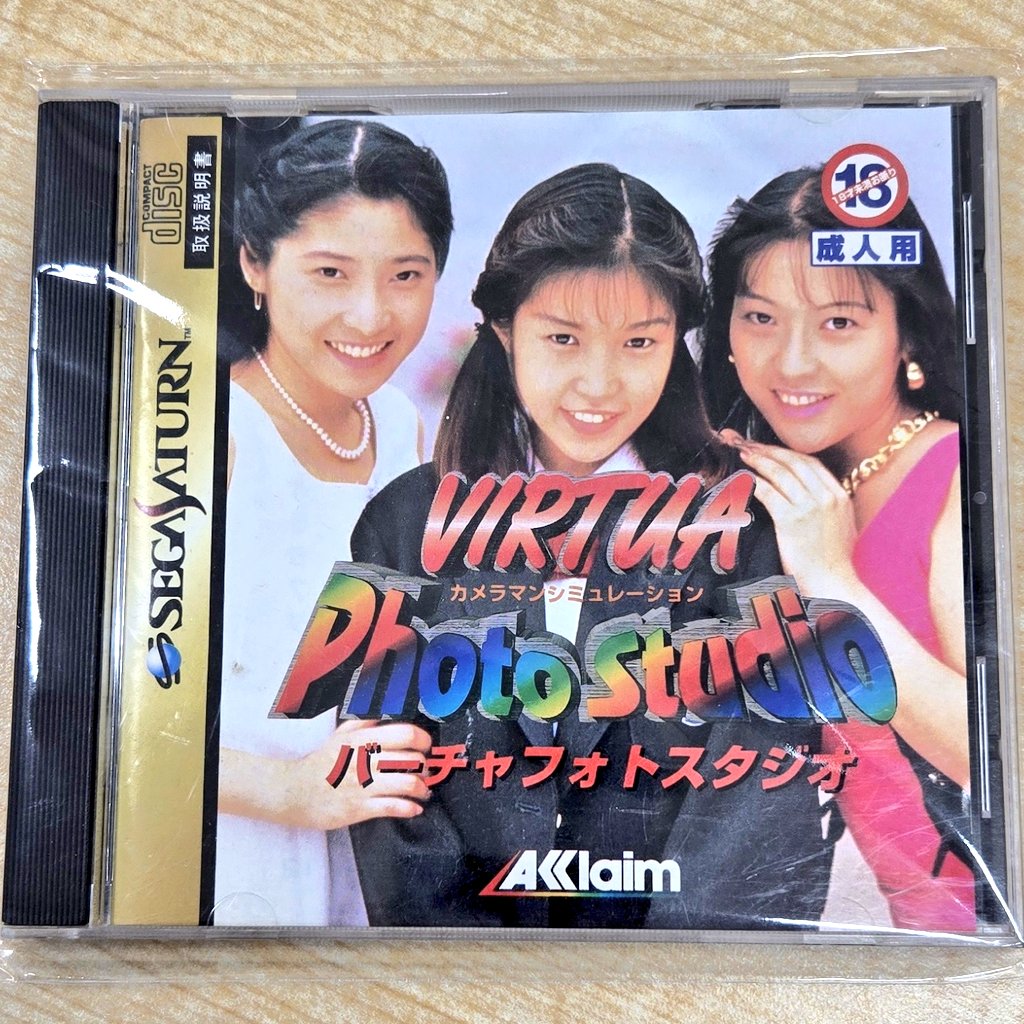 COMPACT
disc
取扱説明書
SEGA SATURN™
18
18才未満お断り
成人用
VIRTUA
カメラマンシミュレーション
Photo Studio
バーチャフォトスタジオ
AKKlaim